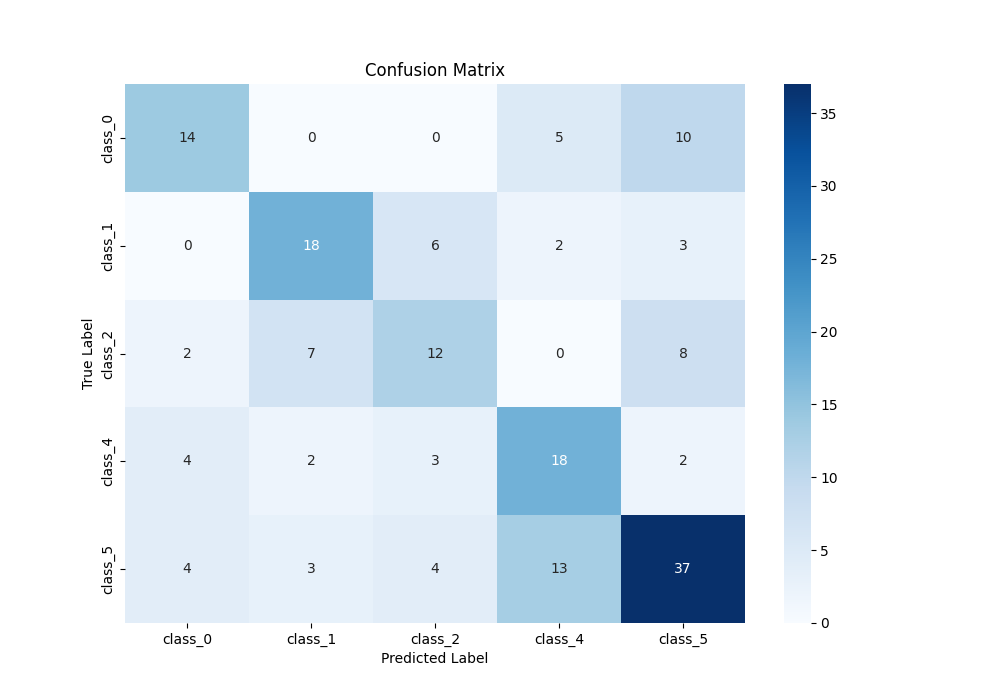 Confusion Matrix
True Label
class_0 14 0 0 5 10
class_1 0 18 6 2 3
class_2 2 7 12 0 8
class_4 4 2 3 18 2
class_5 4 3 4 13 37
class_0 class_1 class_2 class_4 class_5
Predicted Label
35
30
25
20
15
10
5
0